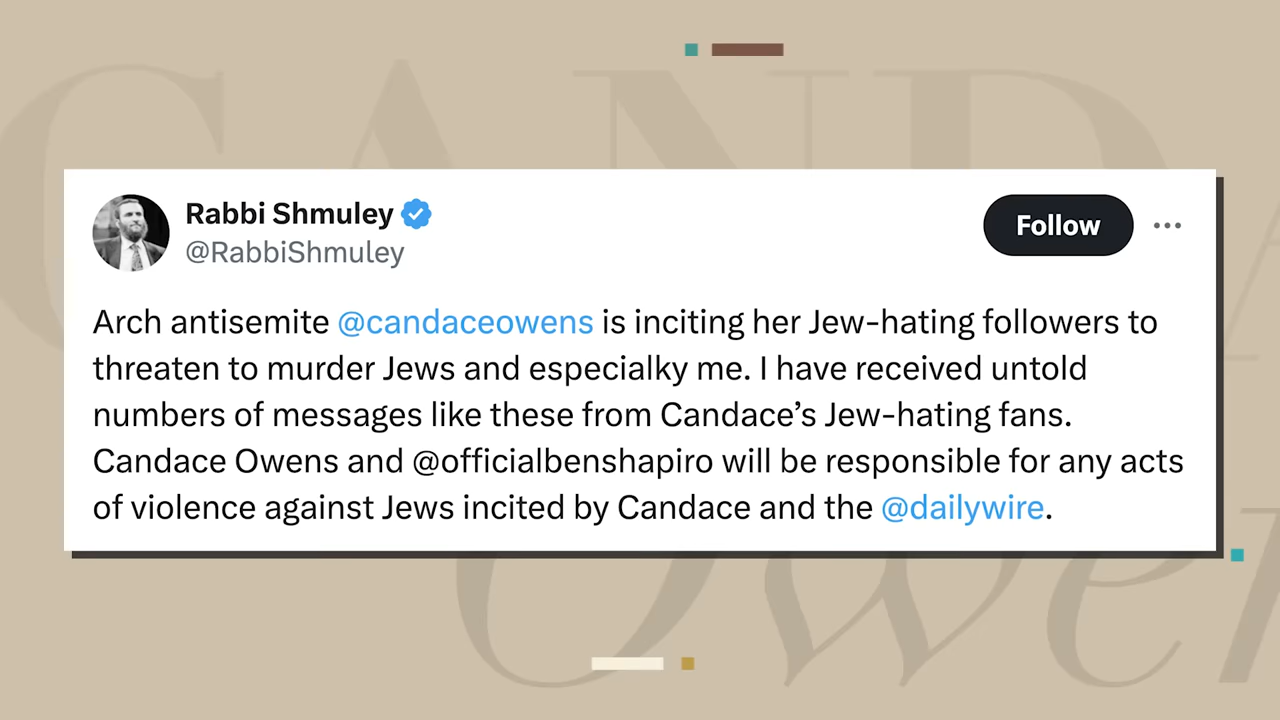 CANDA
Rabbi Shmuley
@RabbiShmuley
Follow
Arch antisemite @candaceowens is inciting her Jew-hating followers to
threaten to murder Jews and especialky me. I have received untold
numbers of messages like these from Candace’s Jew-hating fans.
Candace Owens and @officialbenshapiro will be responsible for any acts
of violence against Jews incited by Candace and the @dailywire.
Owen